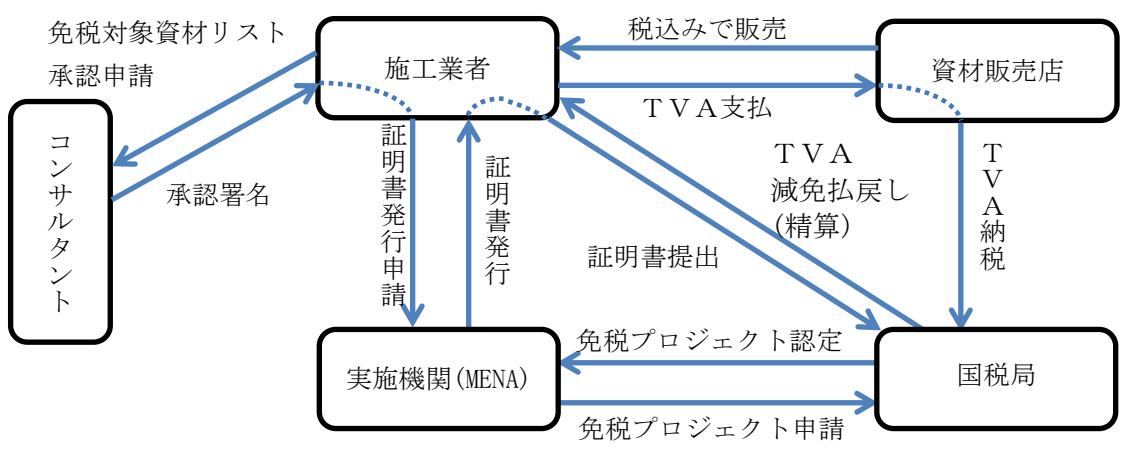 免税対象資材リスト
承認申請
施工業者
税込みで販売
資材販売店
ＴＶＡ支払
コンサルタント
承認署名
証明書発行申請
証明書発行
ＴＶＡ
減免払戻し
(精算)
ＴＶＡ納税
証明書提出
実施機関(MENA)
免税プロジェクト認定
国税局
免税プロジェクト申請